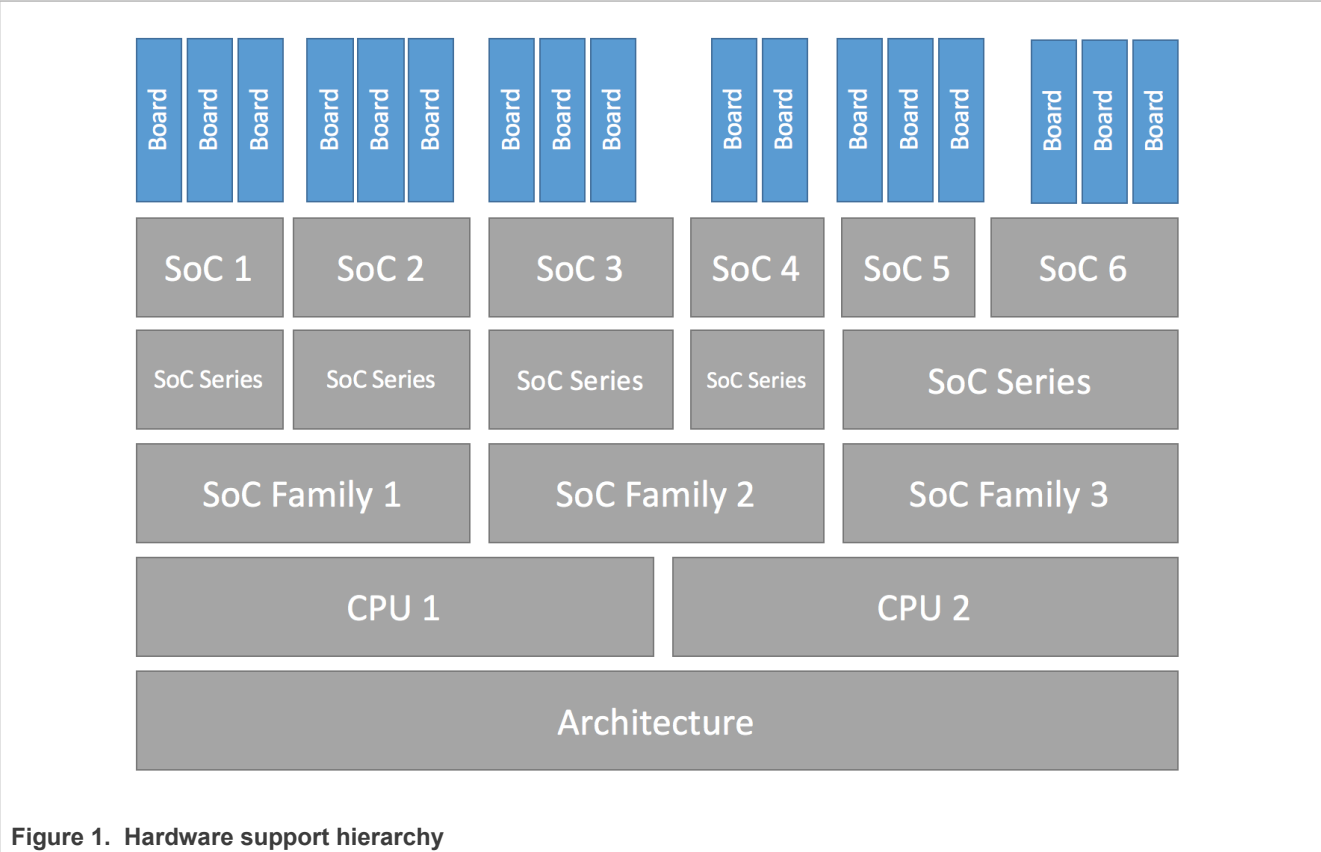 Board Board Board Board Board Board Board Board Board Board Board Board Board Board Board Board Board
SoC 1 SoC 2 SoC 3 SoC 4 SoC 5 SoC 6
SoC Series SoC Series SoC Series SoC Series SoC Series
SoC Family 1 SoC Family 2 SoC Family 3
CPU 1 CPU 2
Architecture
Figure 1. Hardware support hierarchy